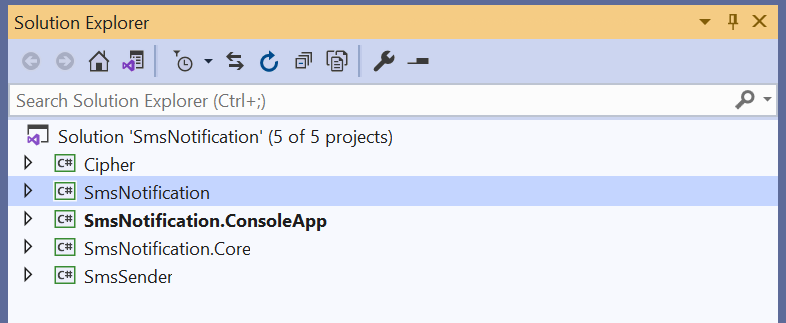 Solution Explorer
Search Solution Explorer (Ctrl+;)
Solution 'SmsNotification' (5 of 5 projects)
C# Cipher
C# SmsNotification
C# SmsNotification.ConsoleApp
C# SmsNotification.Core
C# SmsSender